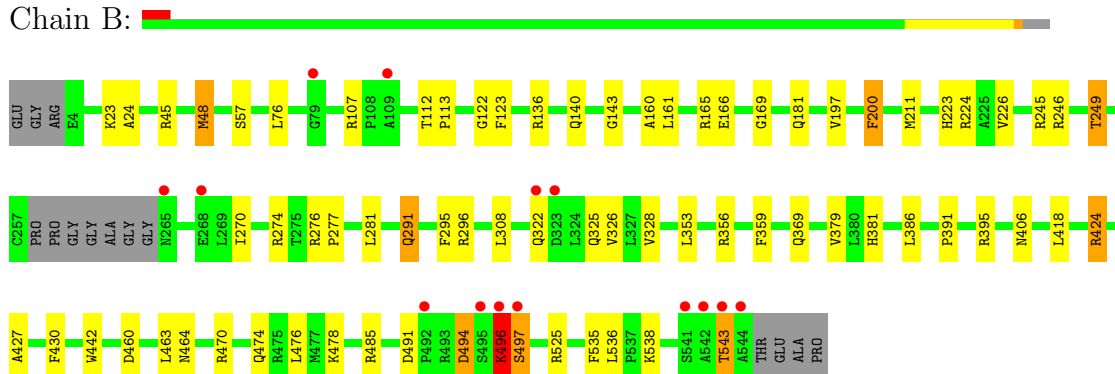 Chain B:
GLU GLY ARG E4 K23 A24 R45 M48 S57 L76 G79 R107 P108 A109 T112 P113 G122 F123 R136 Q140 G143 A160 L161 R165 E166 G169 Q181 V197 F200 M211 H223 R224 A225 V226 R245 R246 T249
C257 PRO PRO GLY GLY ALA GLY GLY N265 E268 L269 I270 R274 T275 R276 P277 L281 Q291 F295 R296 L308 Q322 D323 L324 Q325 V326 L327 V328 L353 R356 F359 Q369 V379 L380 H381 L386 P391 R395 N406 L418 R424
A427 F430 W442 D460 L463 N464 R470 Q474 R475 L476 M477 K478 R485 D491 P492 R493 D494 S495 K496 S497 R525 F535 L536 P537 K538 S541 A542 T543 A544 THR GLU ALA PRO